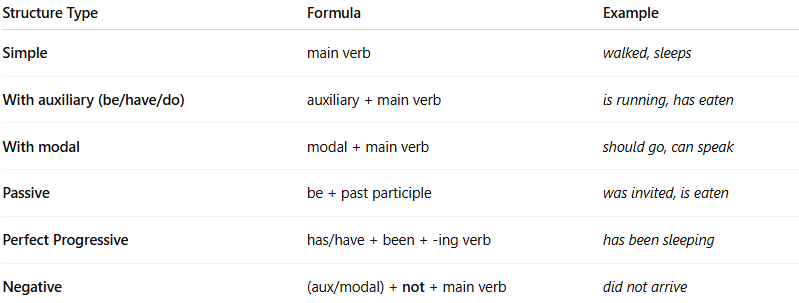 Structure Type Formula Example
Simple main verb walked, sleeps
With auxiliary (be/have/do) auxiliary + main verb is running, has eaten
With modal modal + main verb should go, can speak
Passive be + past participle was invited, is eaten
Perfect Progressive has/have + been + -ing verb has been sleeping
Negative (aux/modal) + not + main verb did not arrive